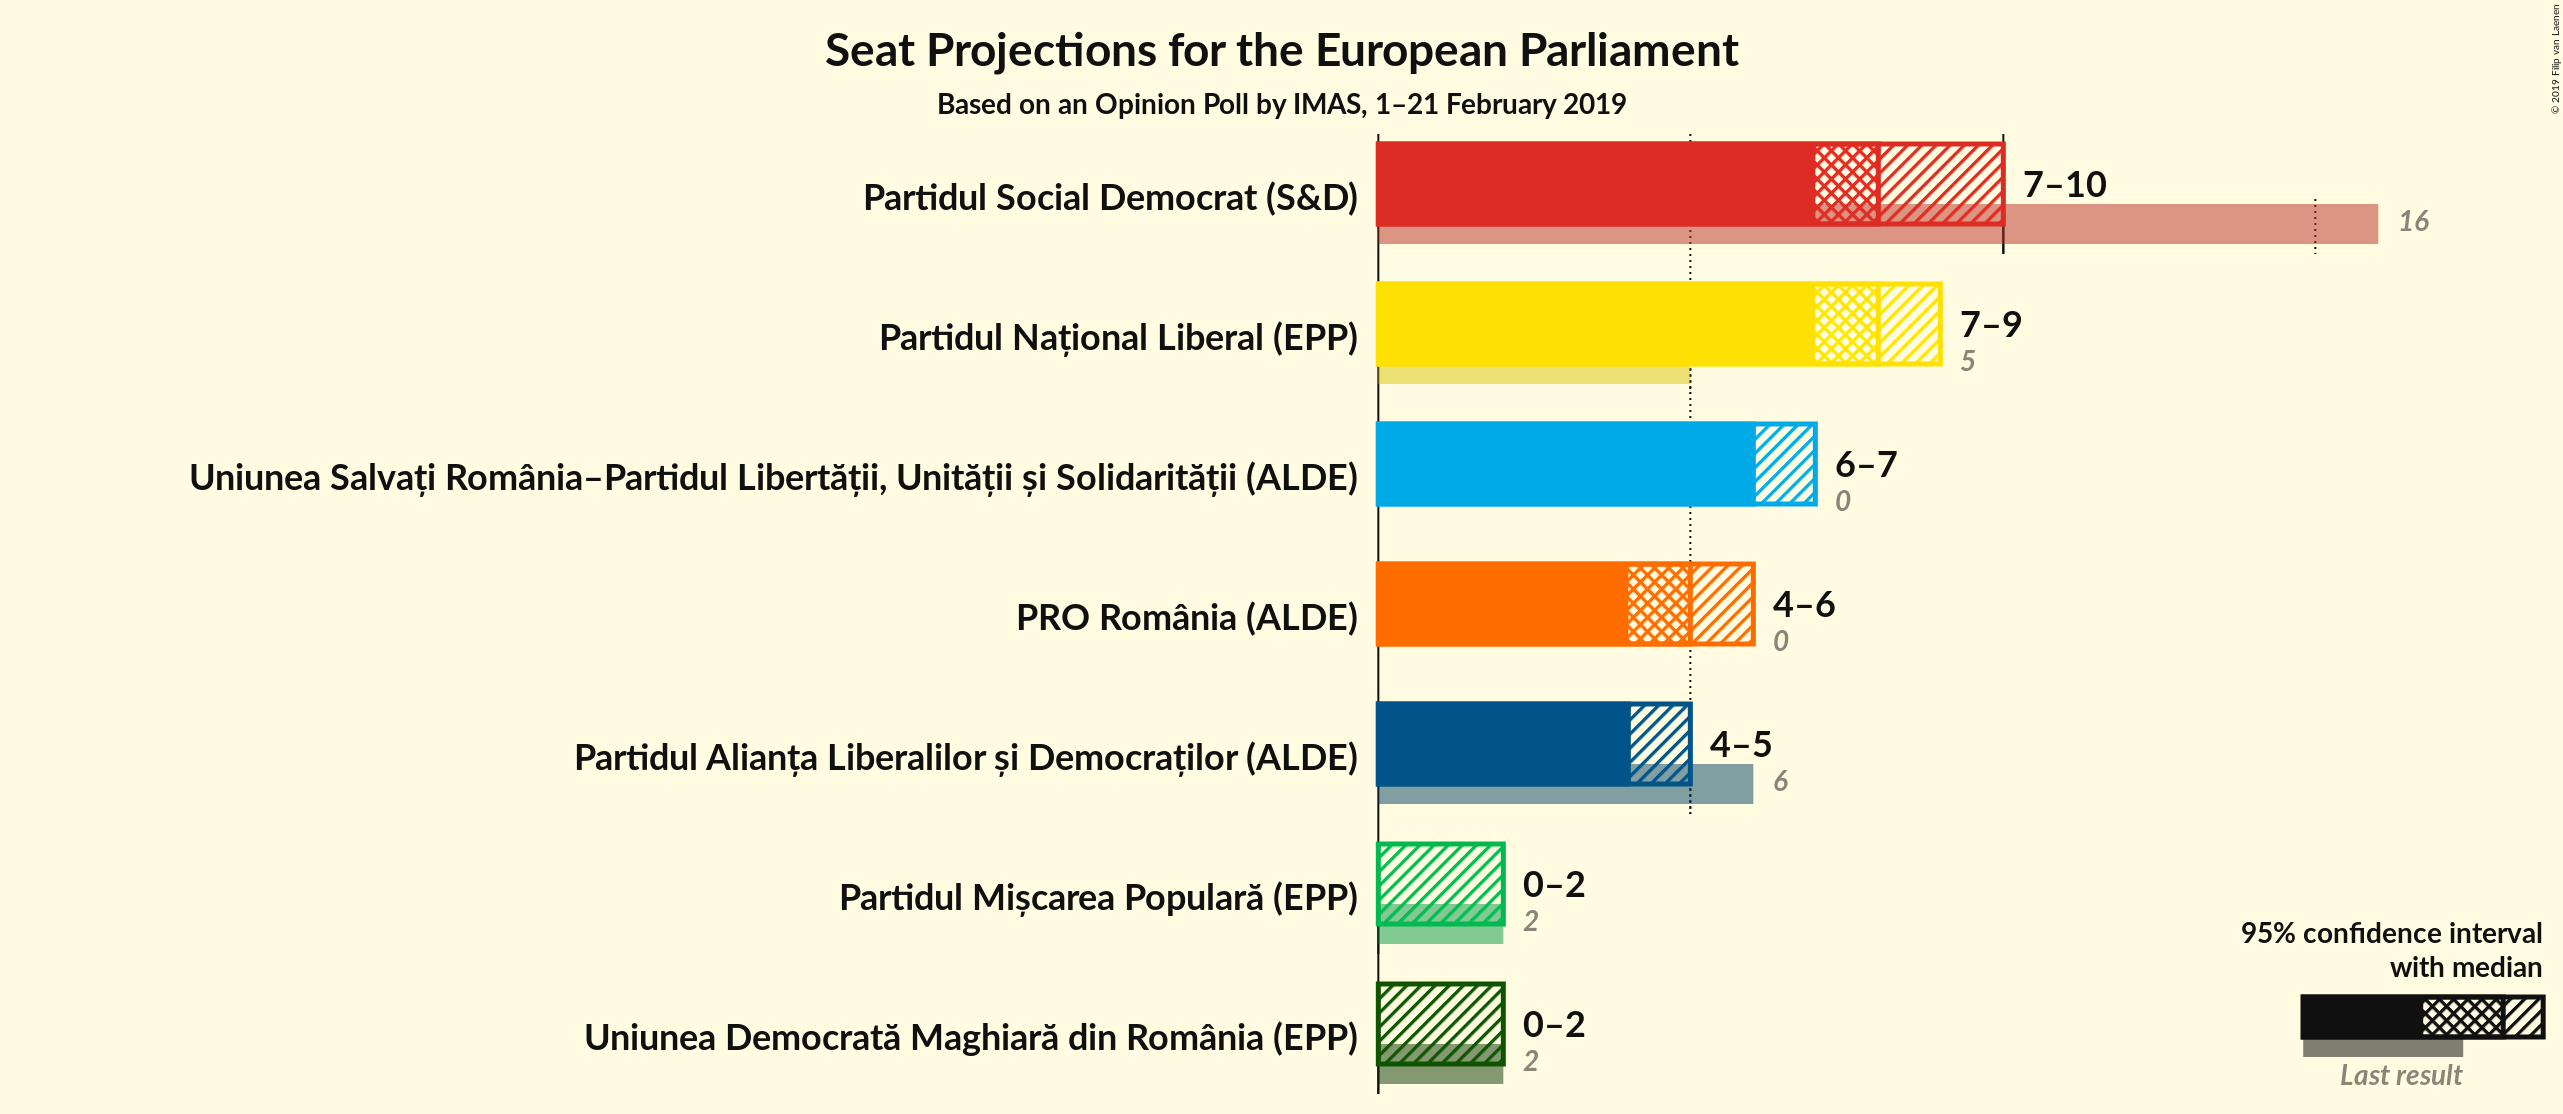 Seat Projections for the European Parliament
Based on an Opinion Poll by IMAS, 1–21 February 2019
© 2019 Filip van Laenen
Partidul Social Democrat (S&D)
7–10
16
Partidul Național Liberal (EPP)
7–9
5
Uniunea Salvați România–Partidul Libertății, Unității și Solidarității (ALDE)
6–7
0
PRO România (ALDE)
4–6
0
Partidul Alianța Liberalilor și Democraților (ALDE)
4–5
6
Partidul Mișcarea Populară (EPP)
0–2
2
Uniunea Democrată Maghiară din România (EPP)
0–2
2
95% confidence interval
with median
Last result